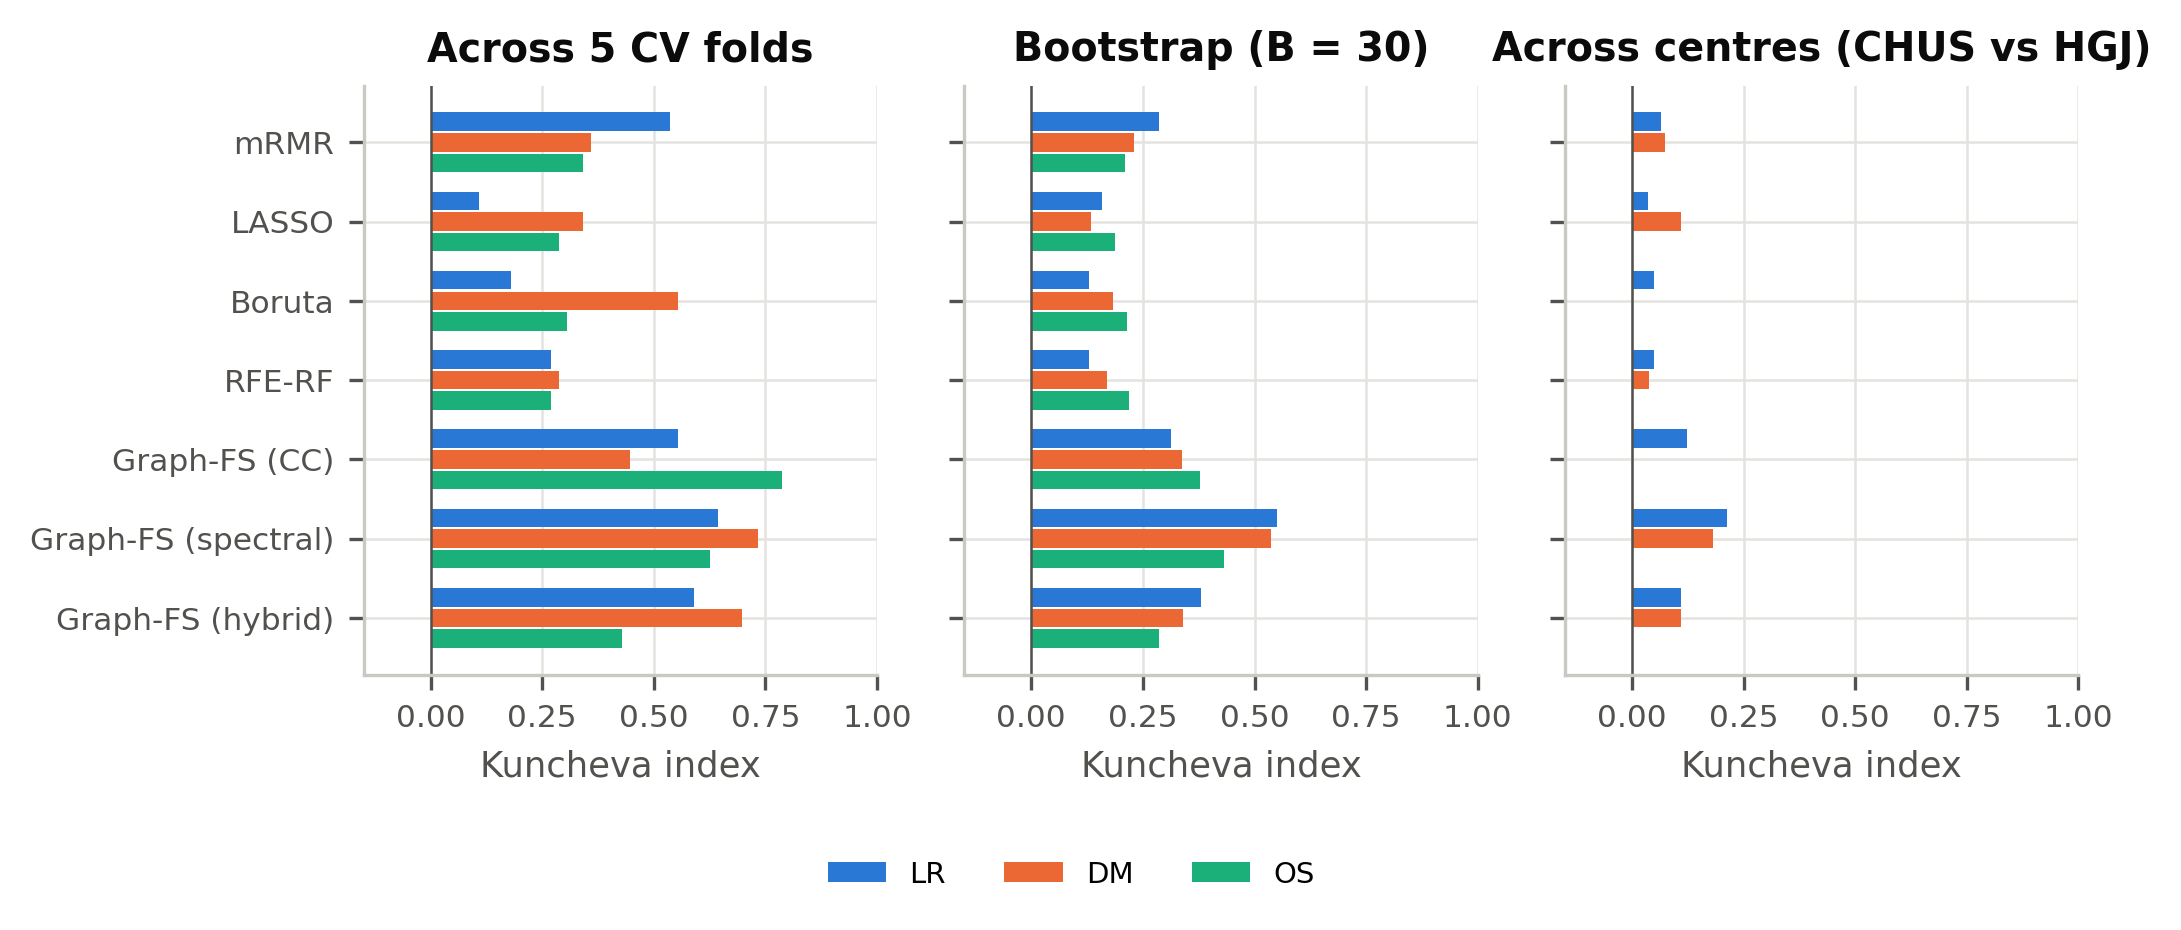 Across 5 CV folds
Bootstrap (B = 30)
Across centres (CHUS vs HGJ)
mRMR
LASSO
Boruta
RFE-RF
Graph-FS (CC)
Graph-FS (spectral)
Graph-FS (hybrid)
0.00 0.25 0.50 0.75 1.00
0.00 0.25 0.50 0.75 1.00
0.00 0.25 0.50 0.75 1.00
Kuncheva index
Kuncheva index
Kuncheva index
LR DM OS